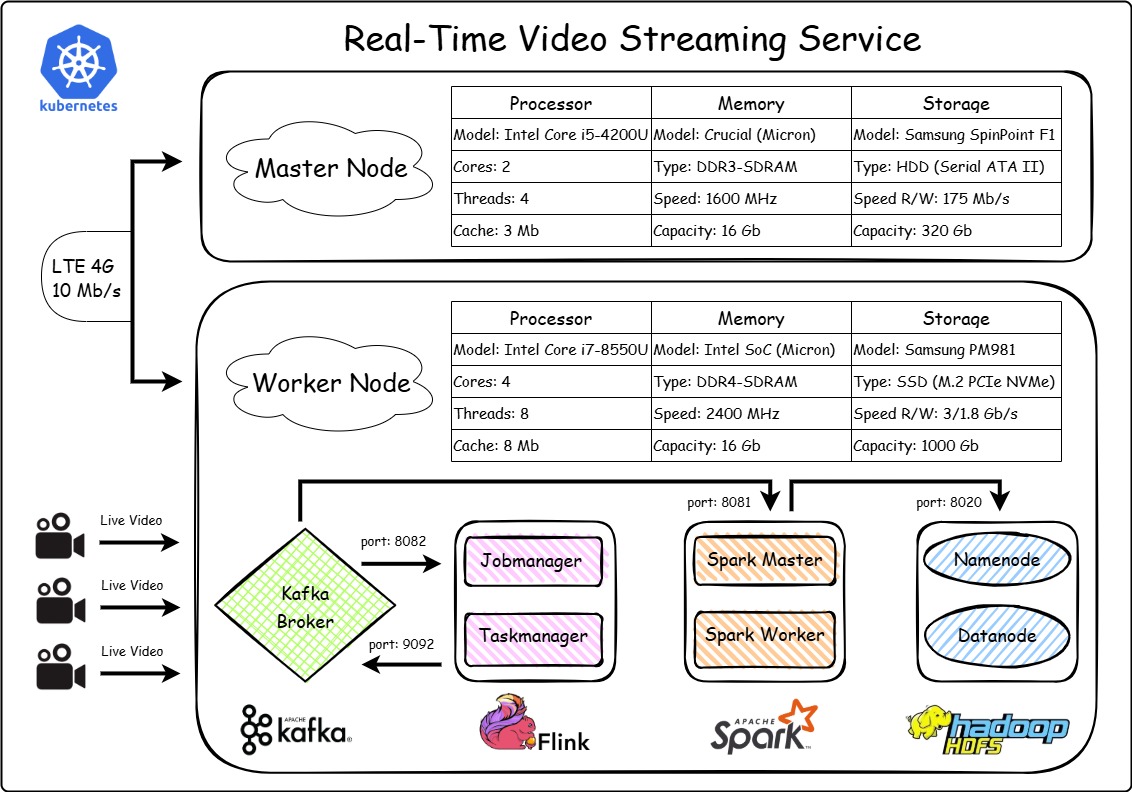 Real-Time Video Streaming Service
kubernetes
Processor Memory Storage
Model: Intel Core i5-4200U Model: Crucial (Micron) Model: Samsung SpinPoint F1
Cores: 2 Type: DDR3-SDRAM Type: HDD (Serial ATA II)
Threads: 4 Speed: 1600 MHz Speed R/W: 175 Mb/s
Cache: 3 Mb Capacity: 16 Gb Capacity: 320 Gb
Master Node
LTE 4G
10 Mb/s
Processor Memory Storage
Model: Intel Core i7-8550U Model: Intel SoC (Micron) Model: Samsung PM981
Cores: 4 Type: DDR4-SDRAM Type: SSD (M.2 PCIe NVMe)
Threads: 8 Speed: 2400 MHz Speed R/W: 3/1.8 Gb/s
Cache: 8 Mb Capacity: 16 Gb Capacity: 1000 Gb
Worker Node
port: 8081
port: 8020
Live Video
Live Video
Live Video
port: 8082
port: 9092
Kafka
Broker
Jobmanager
Taskmanager
Spark Master
Spark Worker
Namenode
Datanode
APACHE
kafka®
Flink
APACHE
Spark™
hadoop
HDFS